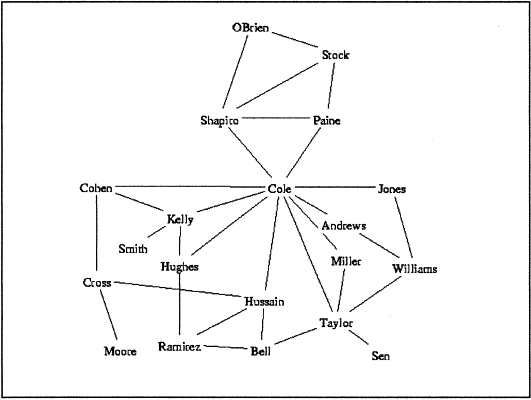 OBrien
Stock
Shapiro
Paine
Cohen
Cole
Jones
Kelly
Andrews
Smith
Hughes
Miller
Williams
Cross
Hussain
Taylor
Moore
Ramirez
Bell
Sen